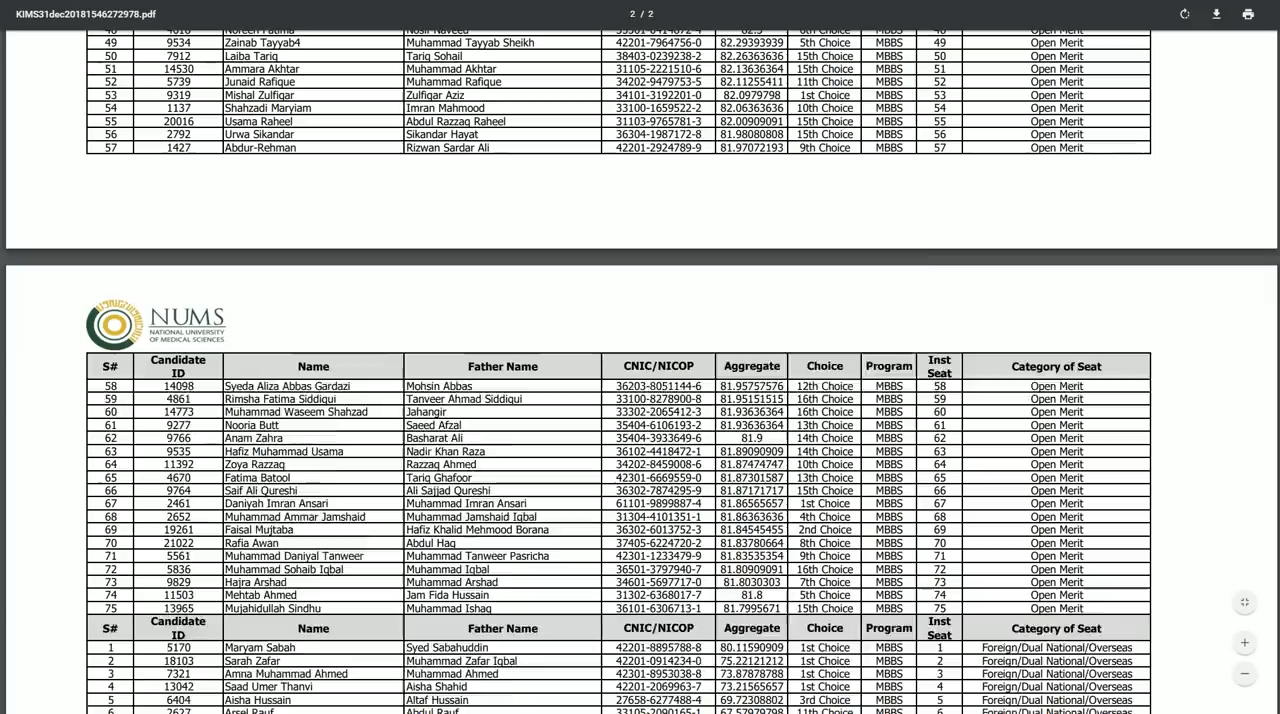 KIMS31dec20181546272978.pdf 2 / 2
49 9534 Zainab Tayyab4 Muhammad Tayyab Sheikh 42201-7964756-0 82.29393939 5th Choice MBBS 49 Open Merit
50 7912 Laiba Tariq Tariq Sohail 38403-0239238-2 82.26363636 15th Choice MBBS 50 Open Merit
51 14530 Ammara Akhtar Muhammad Akhtar 31105-2221510-6 82.13636364 15th Choice MBBS 51 Open Merit
52 5739 Junaid Rafique Muhammad Rafique 34202-9479753-5 82.11255411 11th Choice MBBS 52 Open Merit
53 9319 Mishal Zulfiqar Zulfiqar Aziz 34101-3192201-0 82.0979798 1st Choice MBBS 53 Open Merit
54 1137 Shahzadi Maryiam Imran Mahmood 33100-1659522-2 82.06363636 10th Choice MBBS 54 Open Merit
55 20016 Usama Raheel Abdul Razzaq Raheel 31103-9765781-3 82.00909091 15th Choice MBBS 55 Open Merit
56 2792 Urwa Sikandar Sikandar Hayat 36304-1987172-8 81.98080808 15th Choice MBBS 56 Open Merit
57 1427 Abdur-Rehman Rizwan Sardar Ali 42201-2924789-9 81.97072193 9th Choice MBBS 57 Open Merit
NUMS
NATIONAL UNIVERSITY
OF MEDICAL SCIENCES
S# Candidate ID Name Father Name CNIC/NICOP Aggregate Choice Program Inst Seat Category of Seat
58 14098 Syeda Aliza Abbas Gardazi Mohsin Abbas 36203-8051144-6 81.95757576 12th Choice MBBS 58 Open Merit
59 4861 Rimsha Fatima Siddiqui Tanveer Ahmad Siddiqui 33100-8278900-8 81.95151515 16th Choice MBBS 59 Open Merit
60 14773 Muhammad Waseem Shahzad Jahangir 33302-2065412-3 81.93636364 16th Choice MBBS 60 Open Merit
61 9277 Nooria Butt Saeed Afzal 35404-6106193-2 81.93636364 13th Choice MBBS 61 Open Merit
62 9766 Anam Zahra Basharat Ali 35404-3933649-6 81.9 14th Choice MBBS 62 Open Merit
63 9535 Hafiz Muhammad Usama Nadir Khan Raza 36102-4418472-1 81.89090909 14th Choice MBBS 63 Open Merit
64 11392 Zoya Razzaq Razzaq Ahmed 34202-8459008-6 81.87474747 10th Choice MBBS 64 Open Merit
65 4670 Fatima Batool Tariq Ghafoor 42301-6669559-0 81.87301587 13th Choice MBBS 65 Open Merit
66 9764 Saif Ali Qureshi Ali Sajjad Qureshi 36302-7874295-9 81.87171717 15th Choice MBBS 66 Open Merit
67 2461 Daniyah Imran Ansari Muhammad Imran Ansari 61101-9899887-4 81.86565657 1st Choice MBBS 67 Open Merit
68 2652 Muhammad Ammar Jamshaid Muhammad Jamshaid Iqbal 31304-4101351-1 81.86363636 4th Choice MBBS 68 Open Merit
69 19261 Faisal Mujtaba Hafiz Khalid Mehmood Borana 36302-6013752-3 81.84545455 2nd Choice MBBS 69 Open Merit
70 21022 Rafia Awan Abdul Haq 37405-6224720-2 81.83780664 8th Choice MBBS 70 Open Merit
71 5561 Muhammad Daniyal Tanweer Muhammad Tanweer Pasricha 42301-1233479-9 81.83535354 9th Choice MBBS 71 Open Merit
72 5836 Muhammad Sohaib Iqbal Muhammad Iqbal 36501-3797940-7 81.80909091 16th Choice MBBS 72 Open Merit
73 9829 Hajra Arshad Muhammad Arshad 34601-5697717-0 81.8030303 7th Choice MBBS 73 Open Merit
74 11503 Mehtab Ahmed Jam Fida Hussain 31302-6368017-7 81.8 5th Choice MBBS 74 Open Merit
75 13965 Mujahidullah Sindhu Muhammad Ishaq 36101-6306713-1 81.7995671 15th Choice MBBS 75 Open Merit
S# Candidate ID Name Father Name CNIC/NICOP Aggregate Choice Program Inst Seat Category of Seat
1 5170 Maryam Sabah Syed Sabahuddin 42201-8895788-8 80.11590909 1st Choice MBBS 1 Foreign/Dual National/Overseas
2 18103 Sarah Zafar Muhammad Zafar Iqbal 42201-0914234-0 75.22121212 1st Choice MBBS 2 Foreign/Dual National/Overseas
3 7321 Amna Muhammad Ahmed Muhammad Ahmed 42301-8953038-8 73.87878788 1st Choice MBBS 3 Foreign/Dual National/Overseas
4 13042 Saad Umer Thanvi Aisha Shahid 42201-2069963-7 73.21565657 1st Choice MBBS 4 Foreign/Dual National/Overseas
5 6404 Aisha Hussain Altaf Hussain 27658-6277488-4 69.72308802 3rd Choice MBBS 5 Foreign/Dual National/Overseas